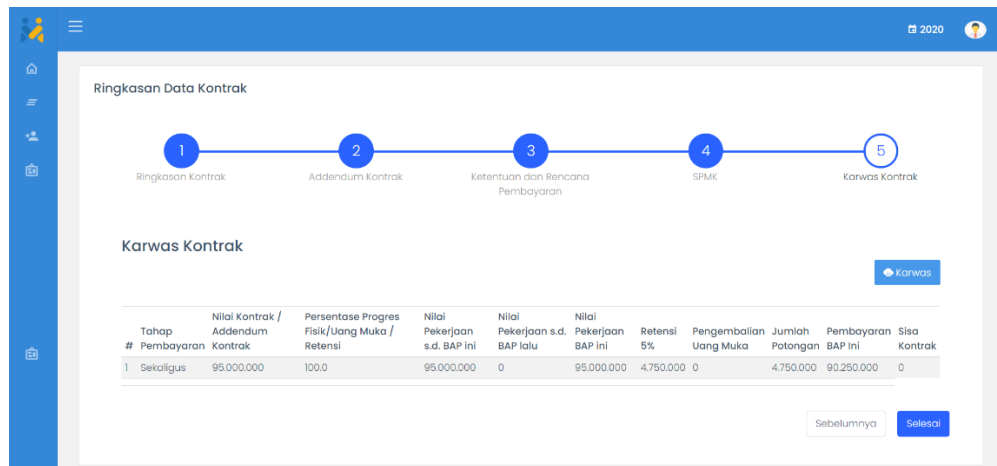 2020
Ringkasan Data Kontrak
1 2 3 4 5
Ringkasan Kontrak Addendum Kontrak Ketentuan dan Rencana SPMK Karwas Kontrak
Pembayaran
Karwas Kontrak
Karwas
Nilai Kontrak / Persentase Progres Nilai Nilai Nilai
Tahap Addendum Fisik/Uang Muka / Pekerjaan Pekerjaan s.d. Pekerjaan Retensi Pengembalian Jumlah Pembayaran Sisa
# Pembayaran Kontrak Retensi s.d. BAP ini BAP lalu BAP ini 5% Uang Muka Potongan BAP Ini Kontrak
1 Sekaligus 95.000.000 100.0 95.000.000 0 95.000.000 4.750.000 0 4.750.000 90.250.000 0
Sebelumnya Selesai